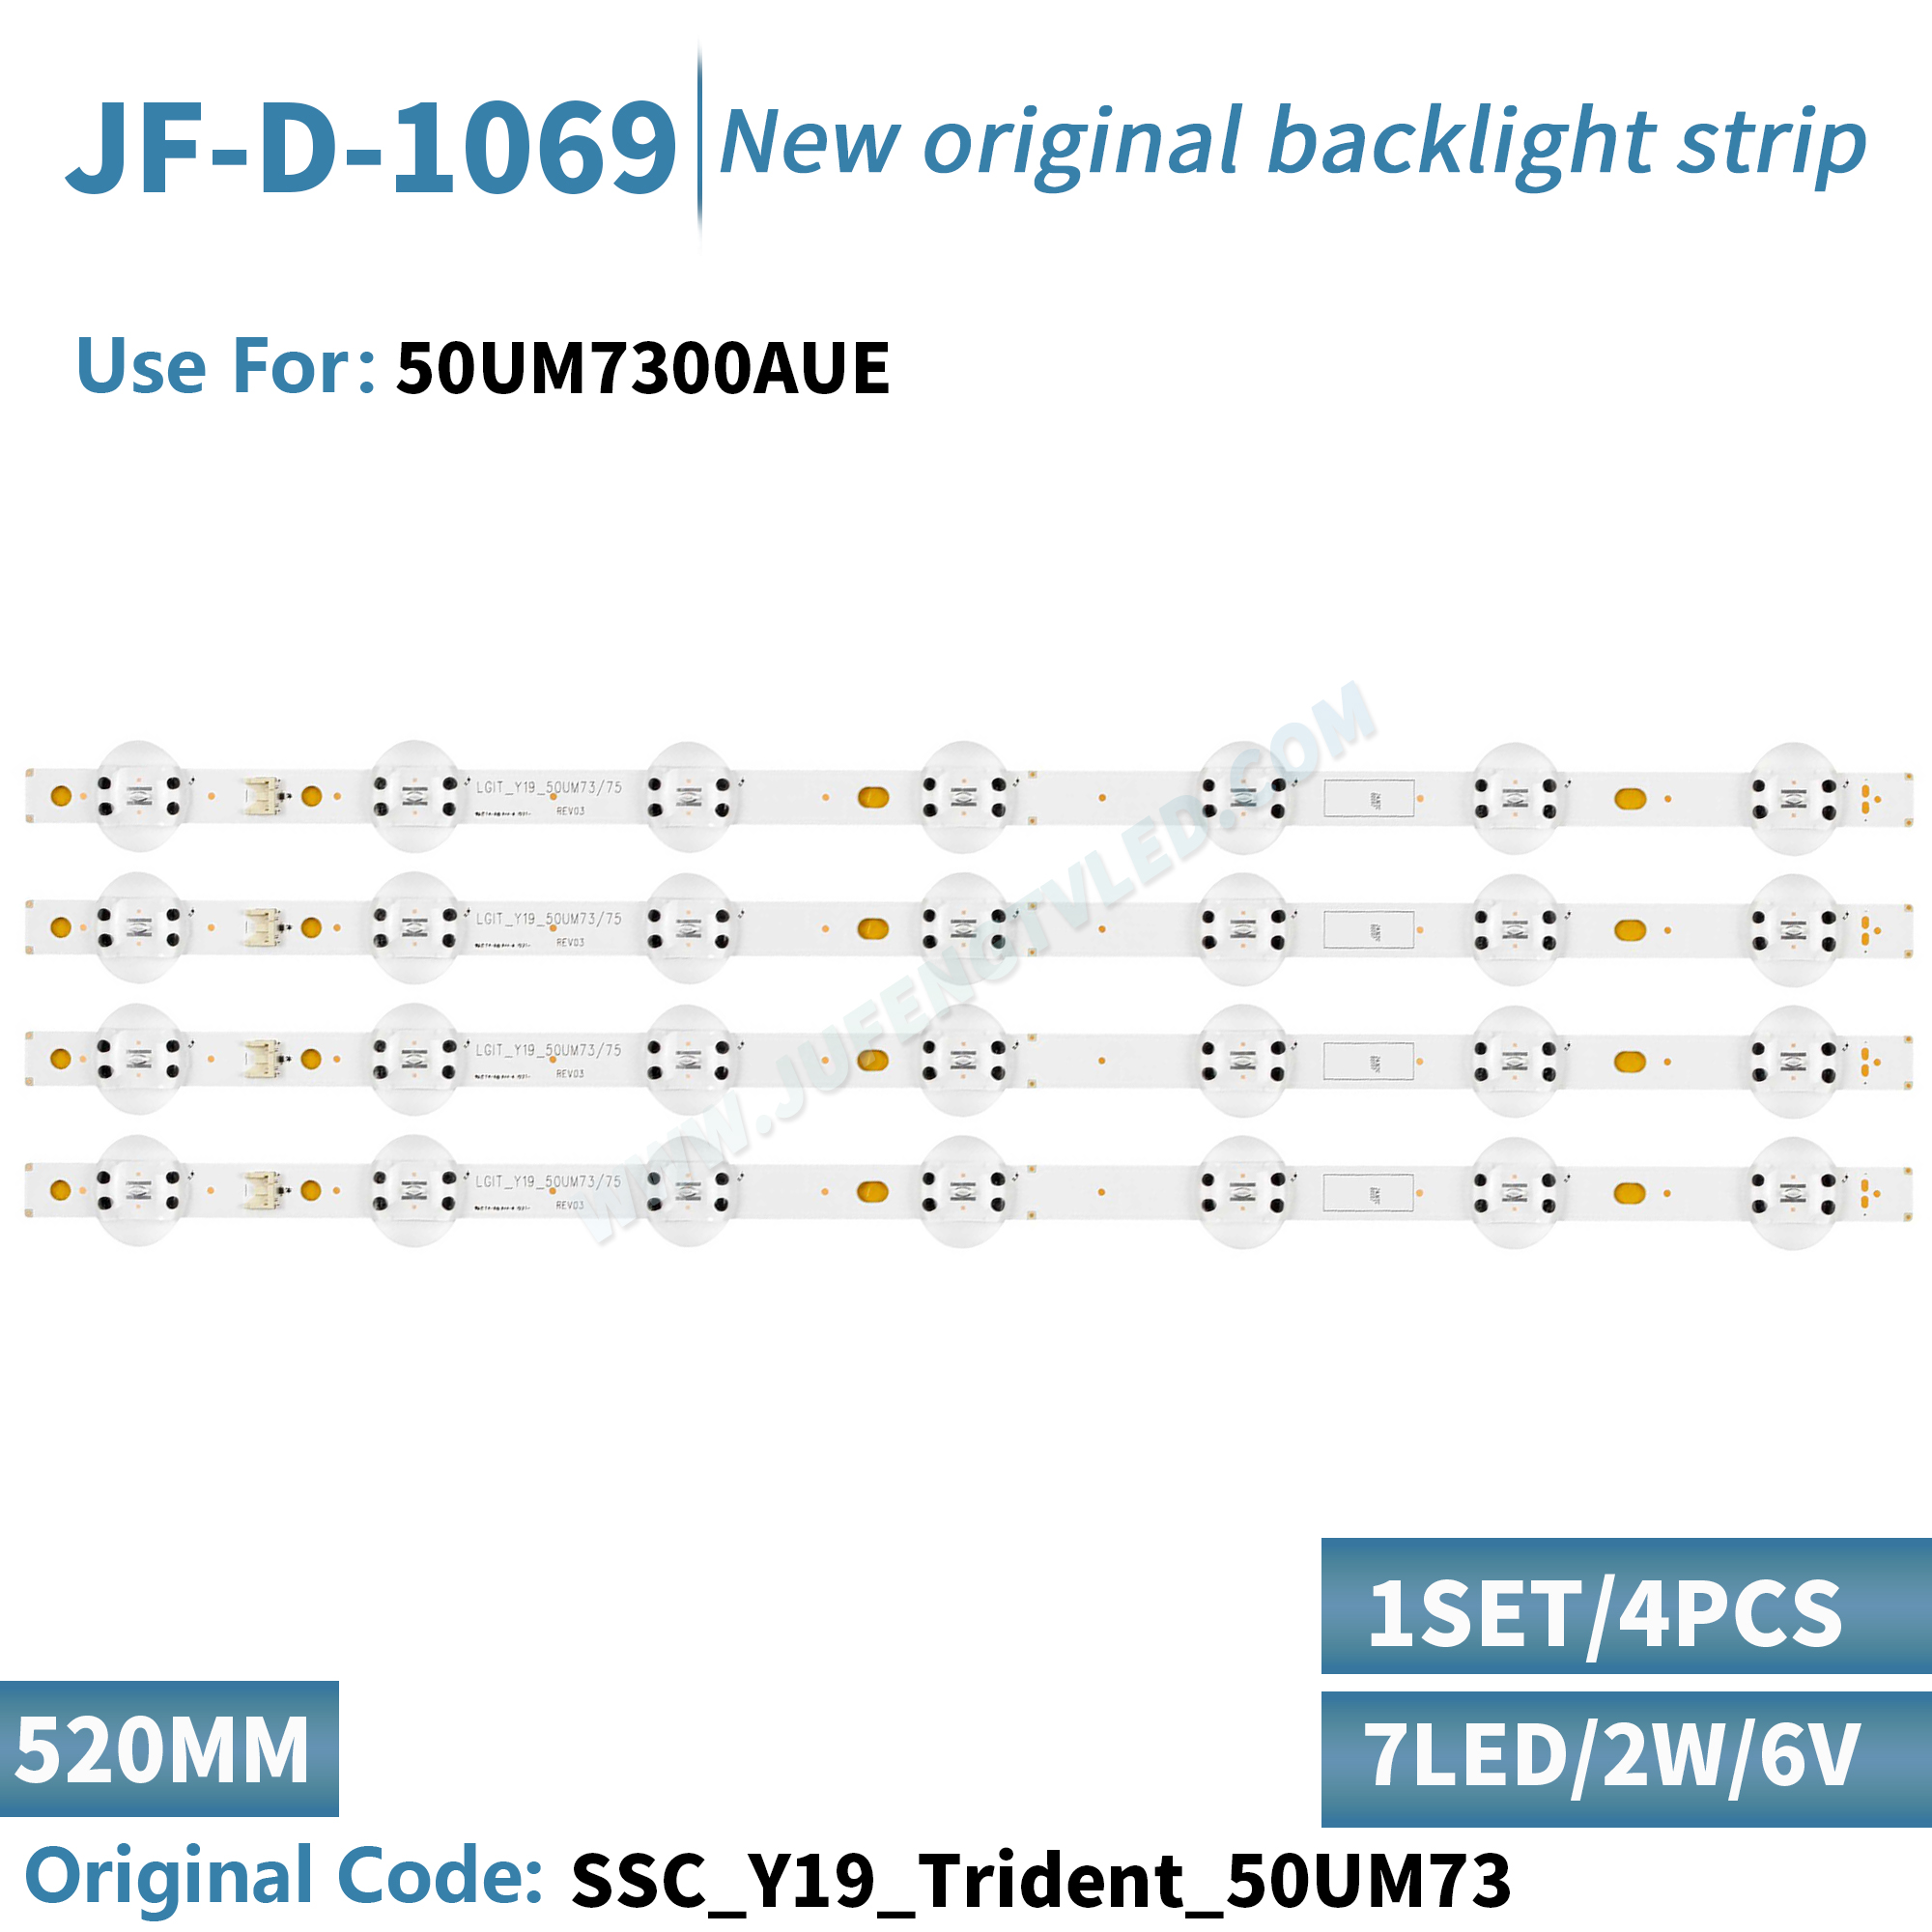 JF-D-1069
New original backlight strip
Use For: 50UM7300AUE
LGIT_Y19_50UM73/75
REV03
LGIT_Y19_50UM73/75
REV03
LGIT_Y19_50UM73/75
REV03
LGIT_Y19_50UM73/75
REV03
WWW.JUFENGTVLED.COM
1SET/4PCS
7LED/2W/6V
520MM
Original Code: SSC_Y19_Trident_50UM73